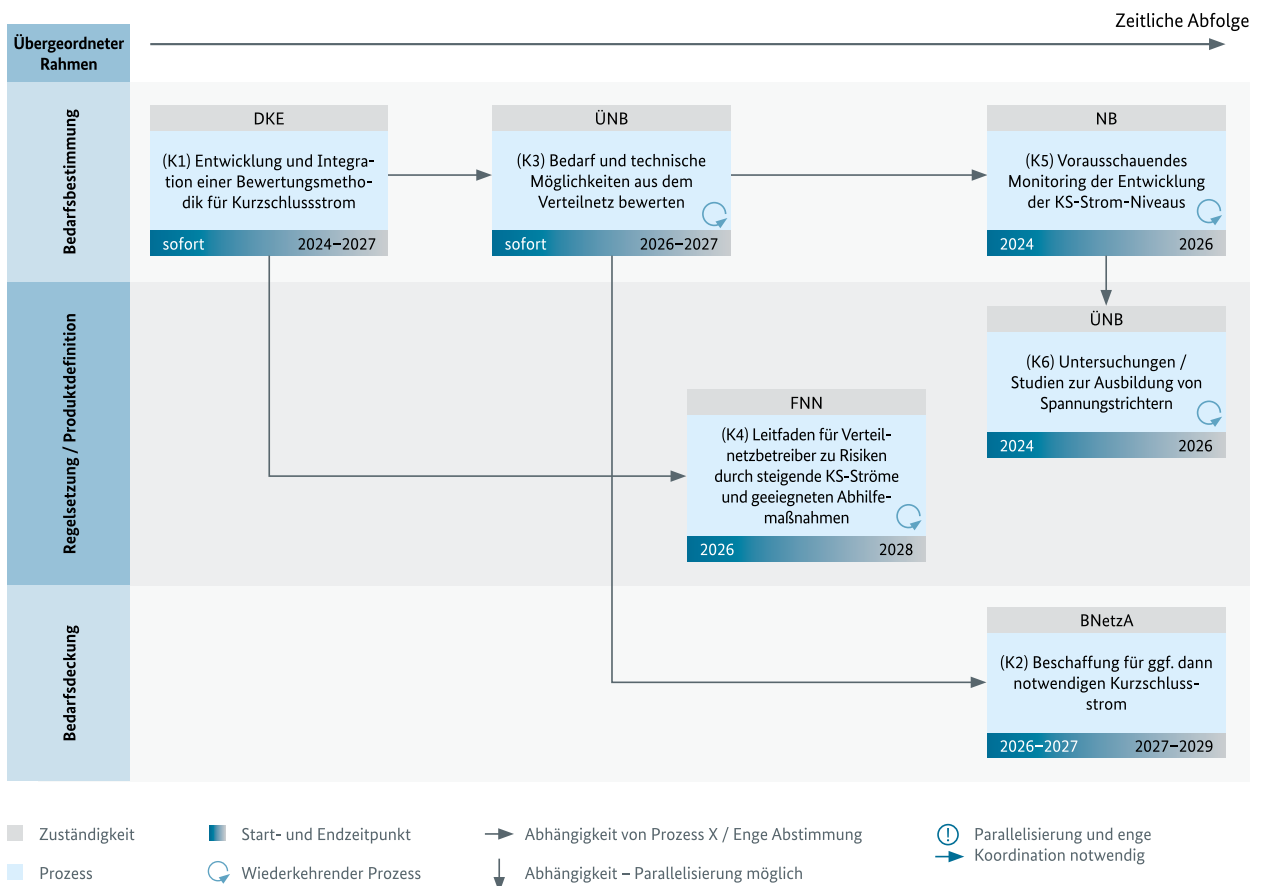 Zeitliche Abfolge
Übergeordneter
Rahmen
Bedarfsbestimmung
DKE
(K1) Entwicklung und Integra-
tion einer Bewertungsmetho-
dik für Kurzschlussstrom
sofort 2024–2027
ÜNB
(K3) Bedarf und technische
Möglichkeiten aus dem
Verteilnetz bewerten
sofort 2026–2027
NB
(K5) Vorausschauendes
Monitoring der Entwicklung
der KS-Strom-Niveaus
2024 2026
Regelsetzung / Produktdefinition
ÜNB
(K6) Untersuchungen /
Studien zur Ausbildung von
Spannungstrichtern
2024 2026
FNN
(K4) Leitfaden für Verteil-
netzbetreiber zu Risiken
durch steigende KS-Ströme
und geeiegneten Abhilfe-
maßnahmen
2026 2028
Bedarfsdeckung
BNetzA
(K2) Beschaffung für ggf. dann
notwendigen Kurzschluss-
strom
2026–2027 2027–2029
Zuständigkeit
Prozess
Start- und Endzeitpunkt
Wiederkehrender Prozess
Abhängigkeit von Prozess X / Enge Abstimmung
Abhängigkeit – Parallelisierung möglich
! Parallelisierung und enge
Koordination notwendig